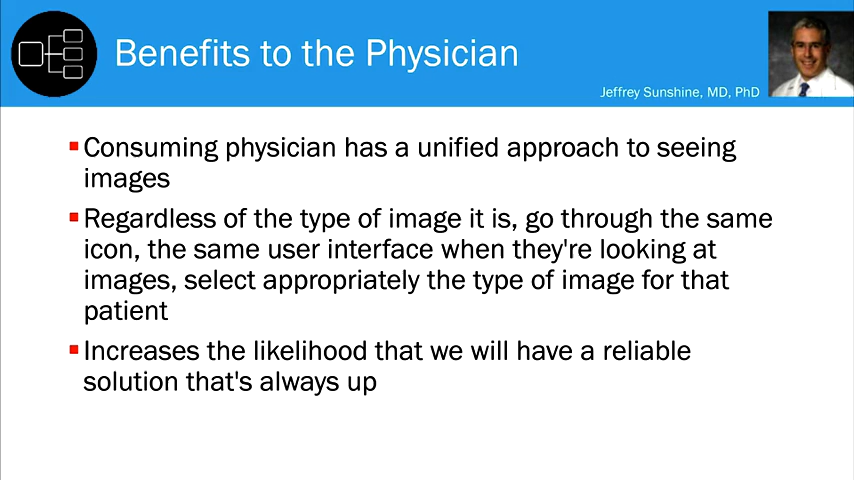 Benefits to the Physician
Jeffrey Sunshine, MD, PhD
Consuming physician has a unified approach to seeing
images
Regardless of the type of image it is, go through the same
icon, the same user interface when they're looking at
images, select appropriately the type of image for that
patient
Increases the likelihood that we will have a reliable
solution that's always up